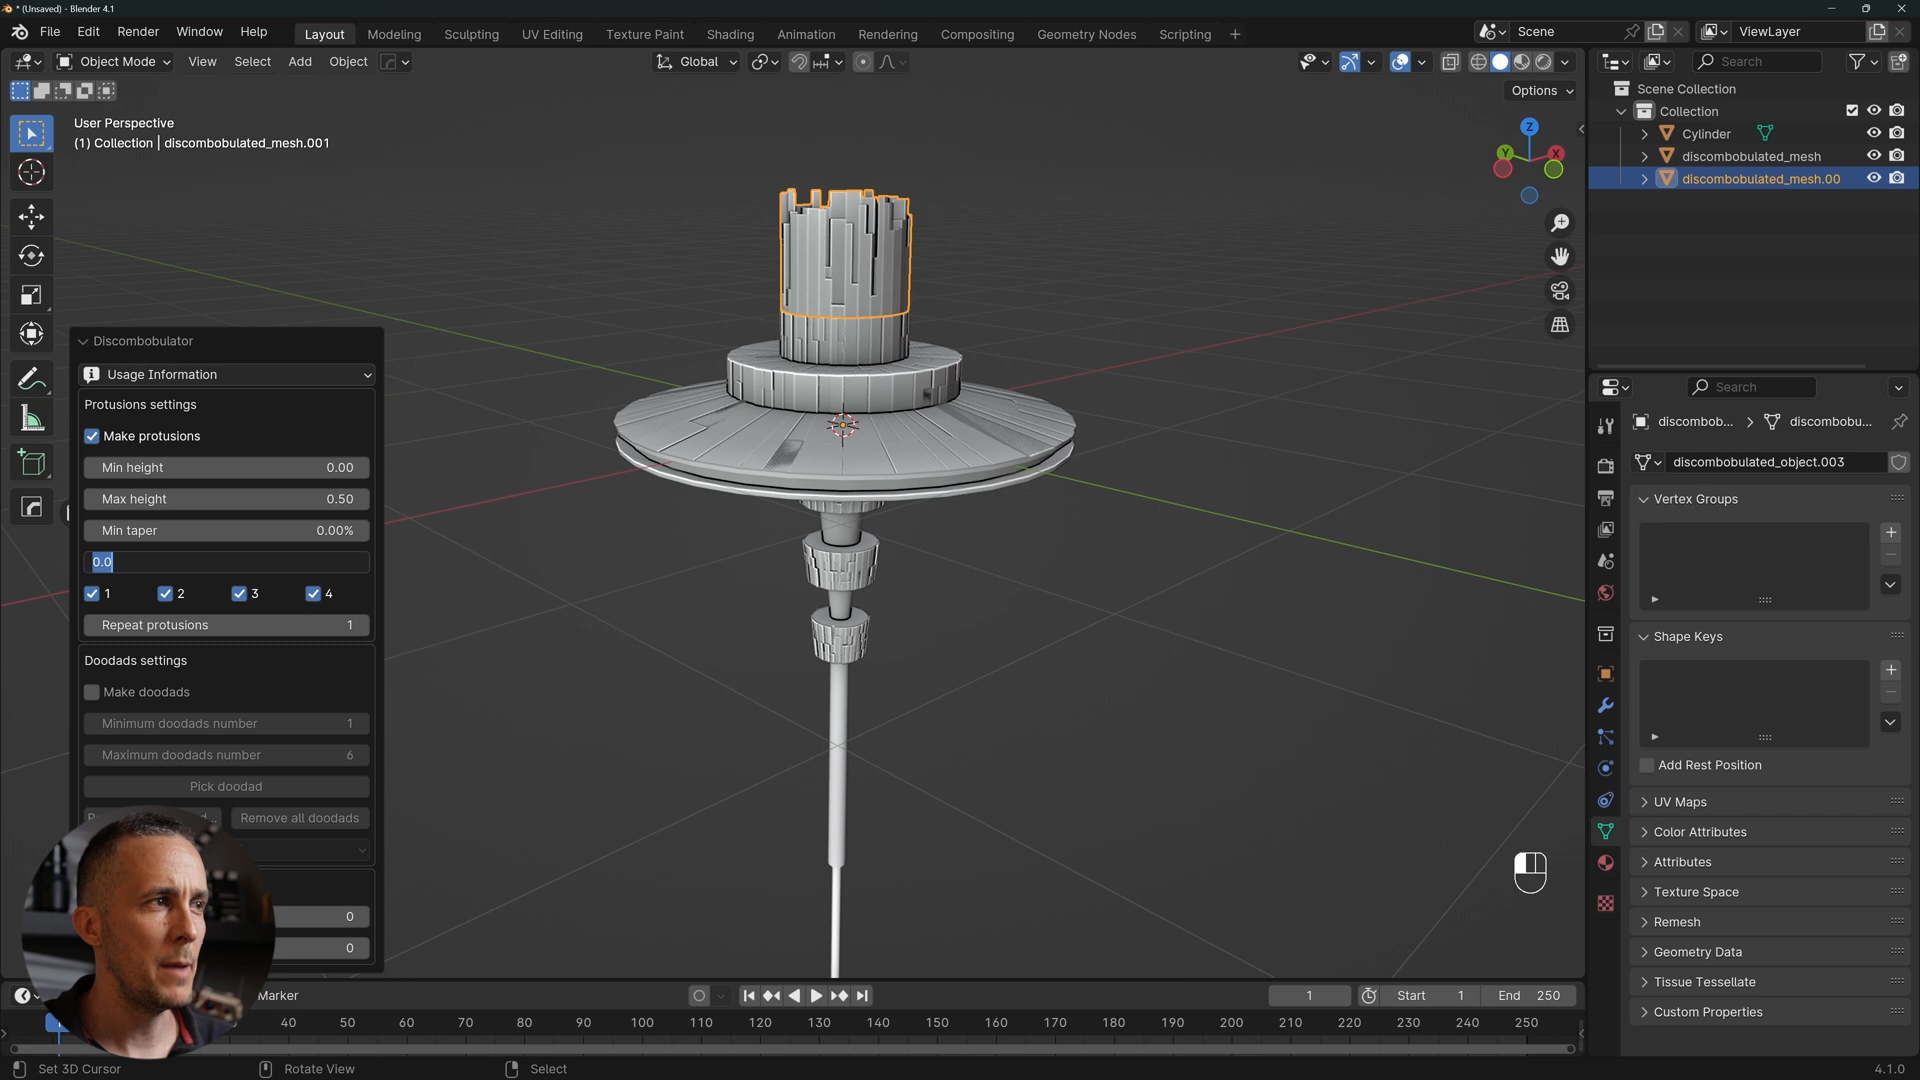 * (Unsaved) - Blender 4.1
File Edit Render Window Help
Layout Modeling Sculpting UV Editing Texture Paint Shading Animation Rendering Compositing Geometry Nodes Scripting +
Scene ViewLayer
Object Mode View Select Add Object
Global
Options
User Perspective
(1) Collection | discombobulated_mesh.001
Z
Y
X
Discombobulator
Usage Information
Protusions settings
Make protusions
Min height 0.00
Max height 0.50
Min taper 0.00%
0.0
1 2 3 4
Repeat protusions 1
Doodads settings
Make doodads
Minimum doodads number 1
Maximum doodads number 6
Pick doodad
Remove all doodads
0
0
Search
Scene Collection
Collection
Cylinder
discombobulated_mesh
discombobulated_mesh.00
Search
discombob... discombobu...
discombobulated_object.003
Vertex Groups
Shape Keys
Add Rest Position
UV Maps
Color Attributes
Attributes
Texture Space
Remesh
Geometry Data
Tissue Tessellate
Custom Properties
Marker
1 Start 1 End 250
40 50 60 70 80 90 100 110 120 130 140 150 160 170 180 190 200 210 220 230 240 250
Set 3D Cursor Rotate View Select
4.1.0